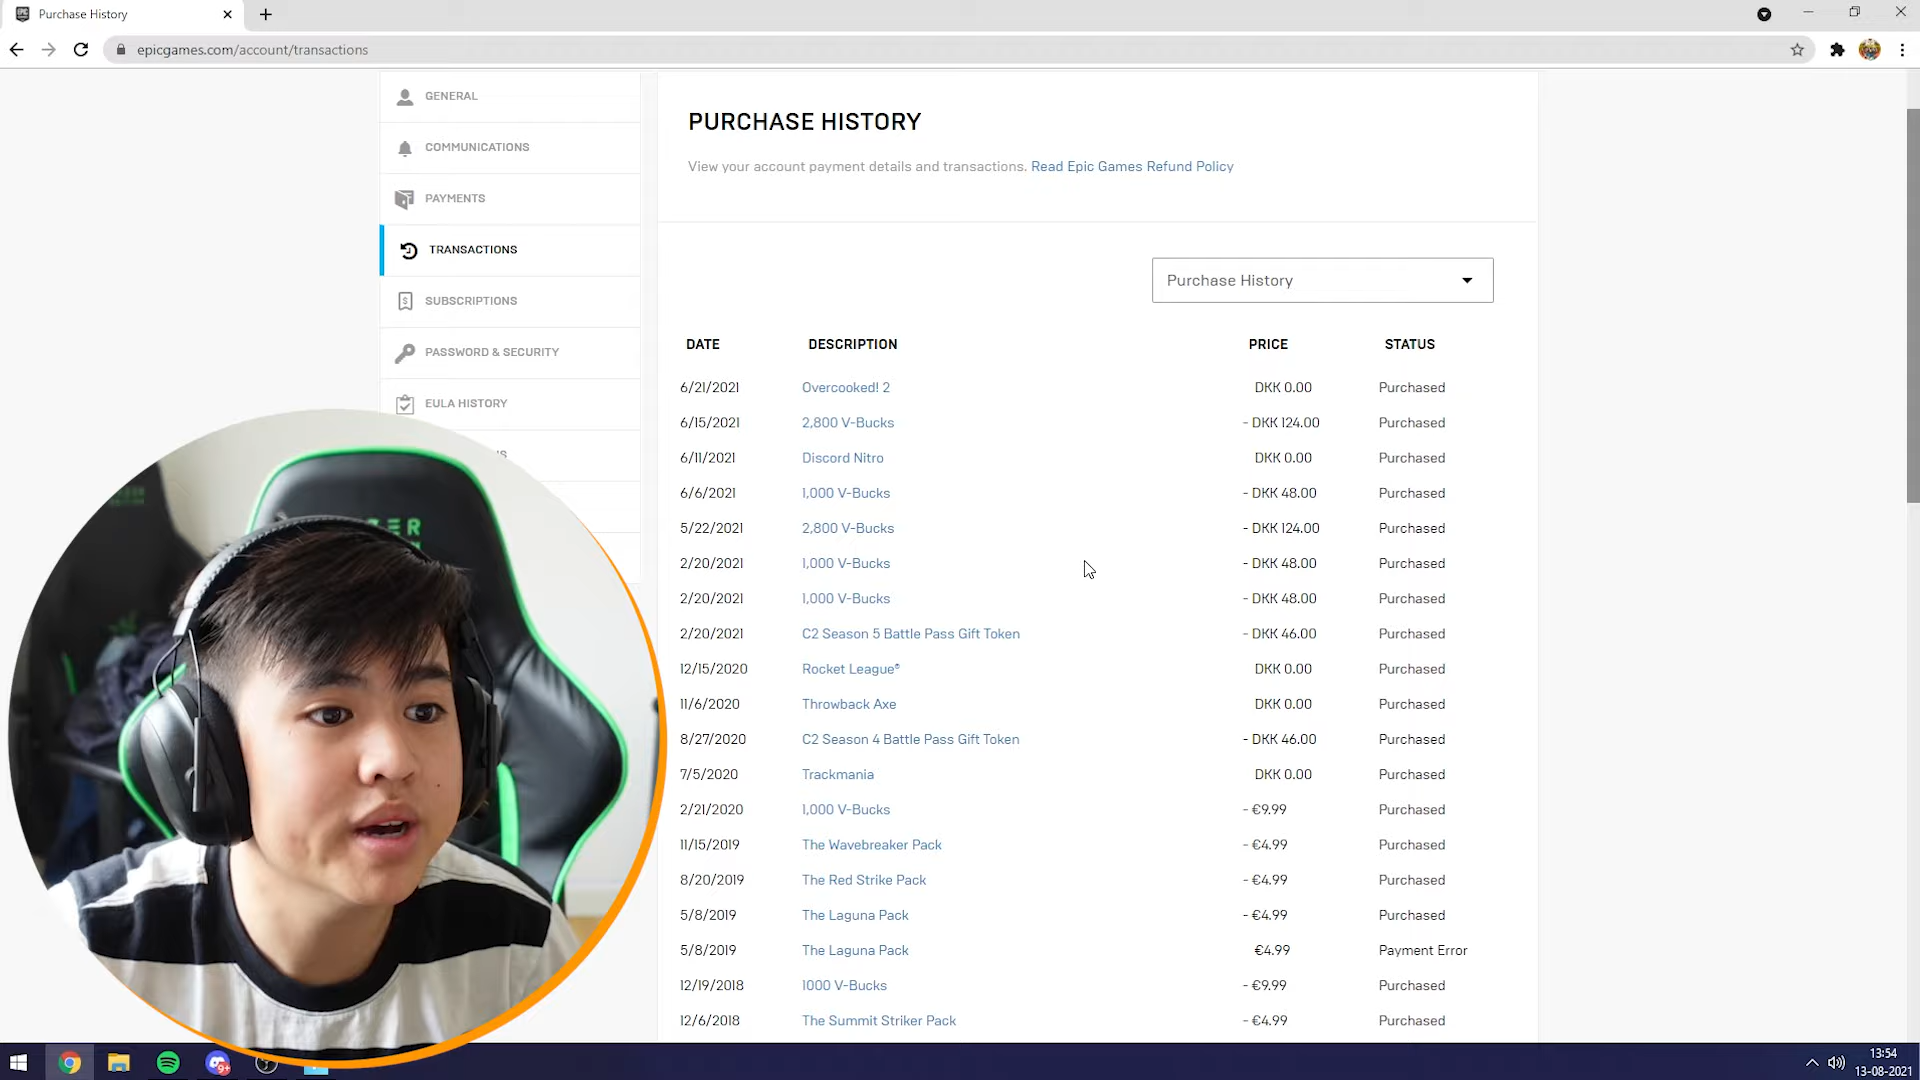 Purchase History
epicgames.com/account/transactions
GENERAL
COMMUNICATIONS
PAYMENTS
TRANSACTIONS
SUBSCRIPTIONS
PASSWORD & SECURITY
EULA HISTORY
PURCHASE HISTORY
View your account payment details and transactions. Read Epic Games Refund Policy
Purchase History
DATE DESCRIPTION PRICE STATUS
6/21/2021 Overcooked! 2 DKK 0.00 Purchased
6/15/2021 2,800 V-Bucks - DKK 124.00 Purchased
6/11/2021 Discord Nitro DKK 0.00 Purchased
6/6/2021 1,000 V-Bucks - DKK 48.00 Purchased
5/22/2021 2,800 V-Bucks - DKK 124.00 Purchased
2/20/2021 1,000 V-Bucks - DKK 48.00 Purchased
2/20/2021 1,000 V-Bucks - DKK 48.00 Purchased
2/20/2021 C2 Season 5 Battle Pass Gift Token - DKK 46.00 Purchased
12/15/2020 Rocket League® DKK 0.00 Purchased
11/6/2020 Throwback Axe DKK 0.00 Purchased
8/27/2020 C2 Season 4 Battle Pass Gift Token - DKK 46.00 Purchased
7/5/2020 Trackmania DKK 0.00 Purchased
2/21/2020 1,000 V-Bucks - €9.99 Purchased
11/15/2019 The Wavebreaker Pack - €4.99 Purchased
8/20/2019 The Red Strike Pack - €4.99 Purchased
5/8/2019 The Laguna Pack - €4.99 Purchased
5/8/2019 The Laguna Pack €4.99 Payment Error
12/19/2018 1000 V-Bucks - €9.99 Purchased
12/6/2018 The Summit Striker Pack - €4.99 Purchased
9+
13:54
13-08-2021